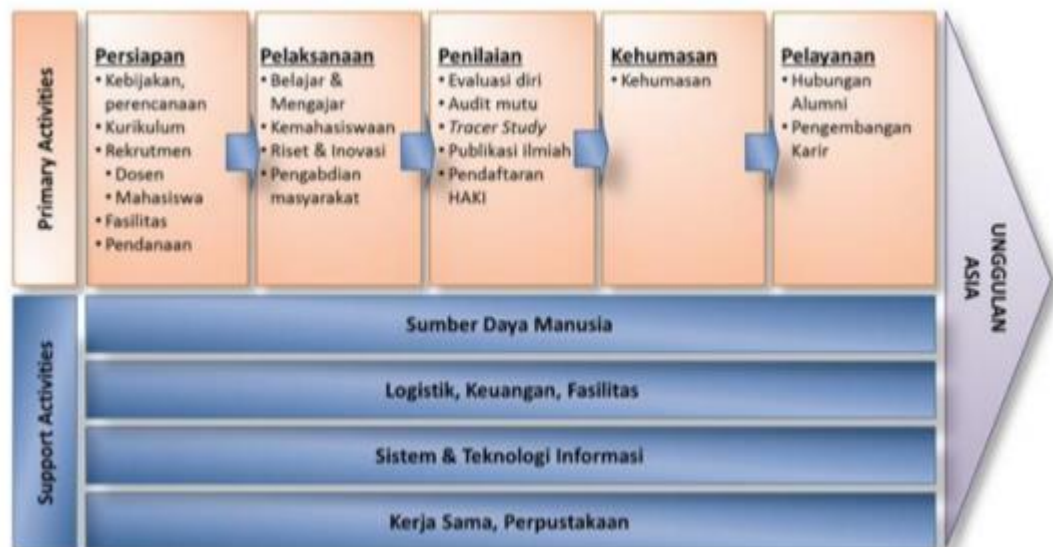 Primary Activities
Persiapan
• Kebijakan,
perencanaan
• Kurikulum
• Rekrutmen
• Dosen
• Mahasiswa
• Fasilitas
• Pendanaan
Pelaksanaan
• Belajar &
Mengajar
• Kemahasiswaan
• Riset & Inovasi
• Pengabdian
masyarakat
Penilaian
• Evaluasi diri
• Audit mutu
• Tracer Study
• Publikasi ilmiah
• Pendaftaran
HAKI
Kehumasan
• Kehumasan
Pelayanan
• Hubungan
Alumni
• Pengembangan
Karir
Support Activities
Sumber Daya Manusia
Logistik, Keuangan, Fasilitas
Sistem & Teknologi Informasi
Kerja Sama, Perpustakaan
UNGGULAN
ASIA